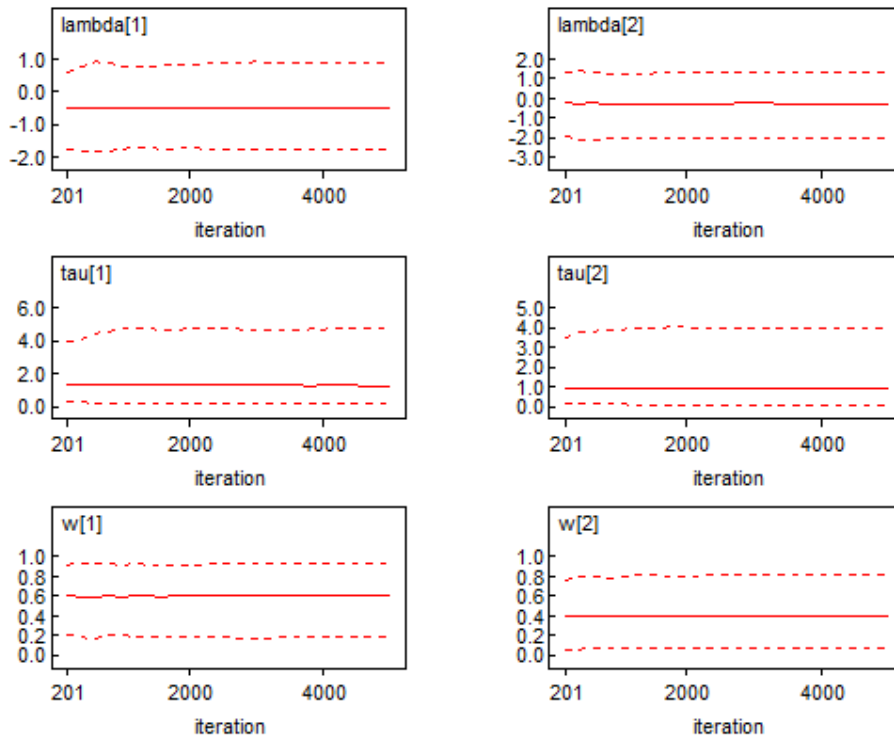 lambda[1]
1.0
0.0
-1.0
-2.0
201 2000 4000
iteration
lambda[2]
2.0
1.0
0.0
-1.0
-2.0
-3.0
201 2000 4000
iteration
tau[1]
6.0
4.0
2.0
0.0
201 2000 4000
iteration
tau[2]
5.0
4.0
3.0
2.0
1.0
0.0
201 2000 4000
iteration
w[1]
1.0
0.8
0.6
0.4
0.2
0.0
201 2000 4000
iteration
w[2]
1.0
0.8
0.6
0.4
0.2
0.0
201 2000 4000
iteration